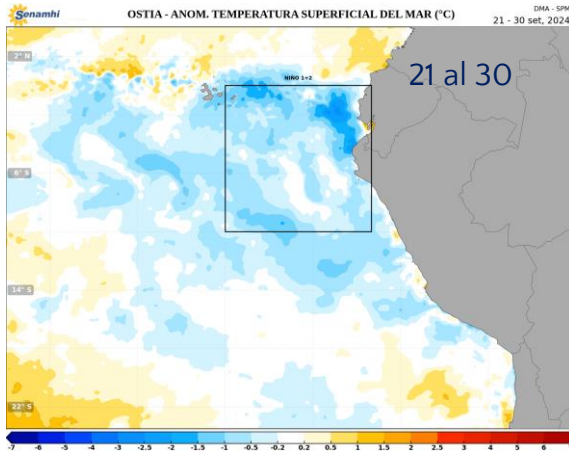 Senamhi
OSTIA - ANOM. TEMPERATURA SUPERFICIAL DEL MAR (°C)
DMA - SPM
21 - 30 set, 2024
21 al 30
2° N
NINO 1+2
6° S
14° S
22° S
-7 -6 -5 -4 -3 -2.5 -2 -1.5 -1 -0.5 -0.2 0.2 0.5 1 1.5 2 2.5 3 4 5 6